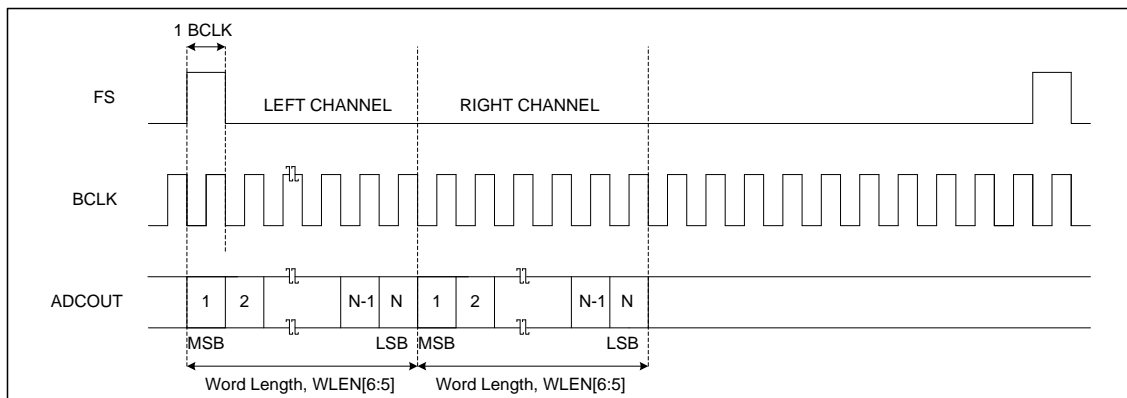 1 BCLK
FS
LEFT CHANNEL
RIGHT CHANNEL
BCLK
ADCOUT
1
2
N-1
N
1
2
N-1
N
MSB
LSB
MSB
LSB
Word Length, WLEN[6:5]
Word Length, WLEN[6:5]